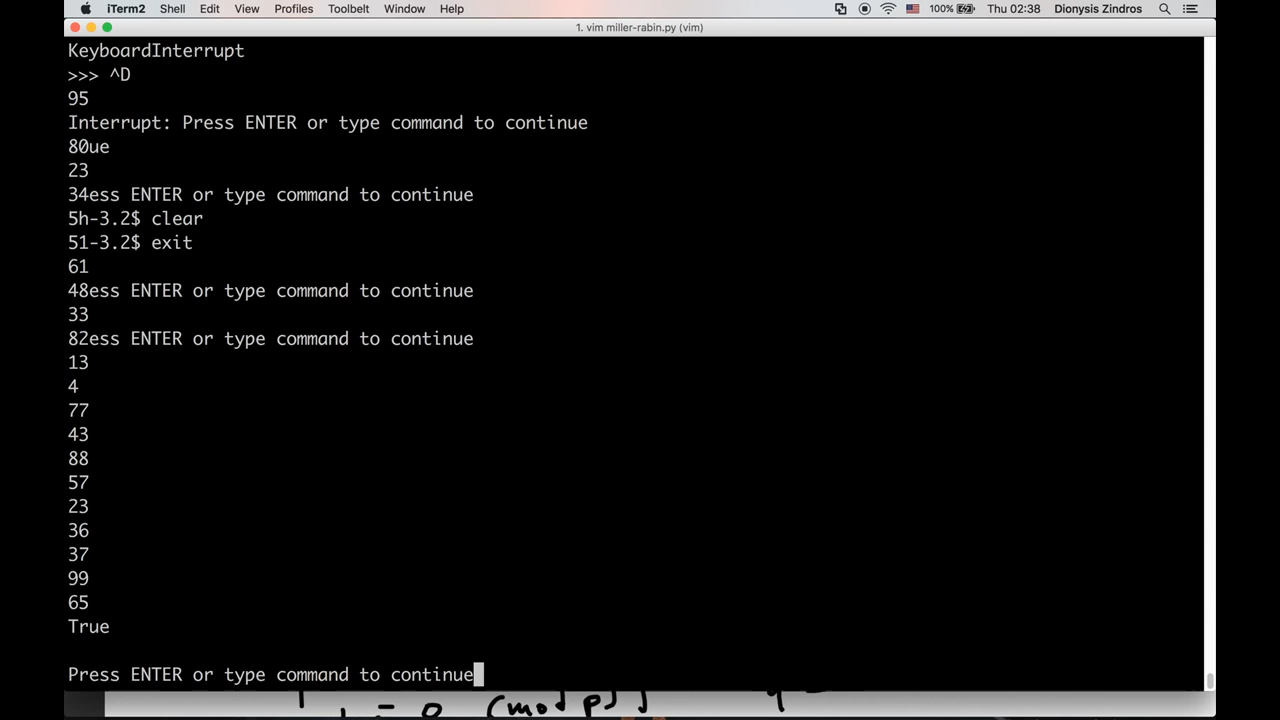 iTerm2 Shell Edit View Profiles Toolbelt Window Help 100% Thu 02:38 Dionysis Zindros
1. vim miller-rabin.py (vim)
KeyboardInterrupt
>>> ^D
95
Interrupt: Press ENTER or type command to continue
80ue
23
34ess ENTER or type command to continue
5h-3.2$ clear
51-3.2$ exit
61
48ess ENTER or type command to continue
33
82ess ENTER or type command to continue
13
4
77
43
88
57
23
36
37
99
65
True
Press ENTER or type command to continue
(mod p)